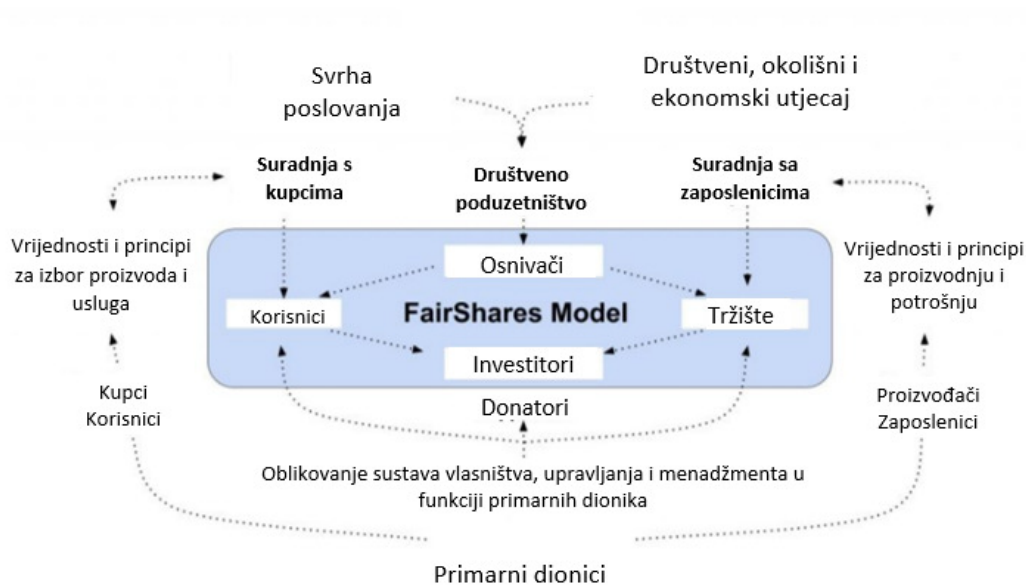 Svrha
poslovanja
Društveni, okolišni i
ekonomski utjecaj
Suradnja s
kupcima
Društveno
poduzetništvo
Suradnja sa
zaposlenicima
Vrijednosti i principi
za izbor proizvoda i
usluga
Vrijednosti i principi
za proizvodnju i
potrošnju
Osnivači
Korisnici
FairShares Model
Tržište
Investitori
Kupci
Korisnici
Donatori
Proizvođači
Zaposlenici
Oblikovanje sustava vlasništva, upravljanja i menadžmenta u
funkciji primarnih dionika
Primarni dionici